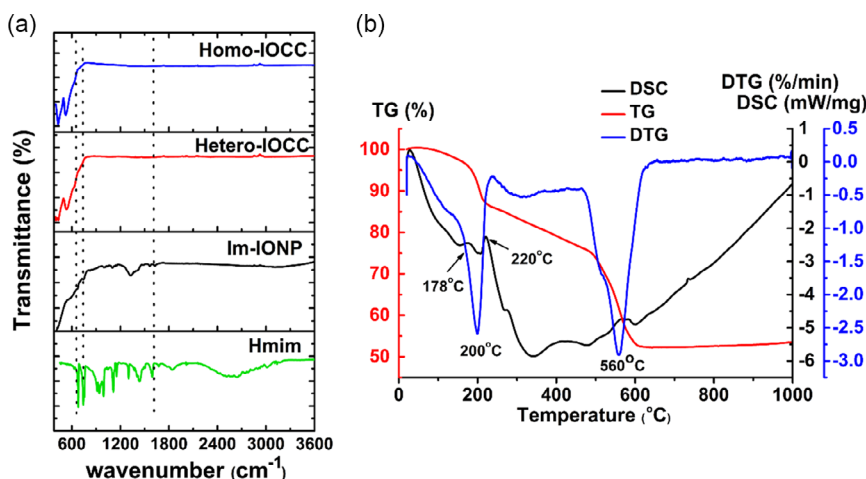 (a)
Homo-IOCC
Hetero-IOCC
Im-IONP
Hmim
Transmittance (%)
600 1200 1800 2400 3000 3600
wavenumber (cm⁻¹)
(b)
DSC
TG
DTG
TG (%)
DTG (%/min)
DSC (mW/mg)
100
90
80
70
60
50
1
0
-1
-2
-3
-4
-5
-6
0.5
0.0
-0.5
-1.0
-1.5
-2.0
-2.5
-3.0
178°C
220°C
200°C
560°C
0 200 400 600 800 1000
Temperature (°C)